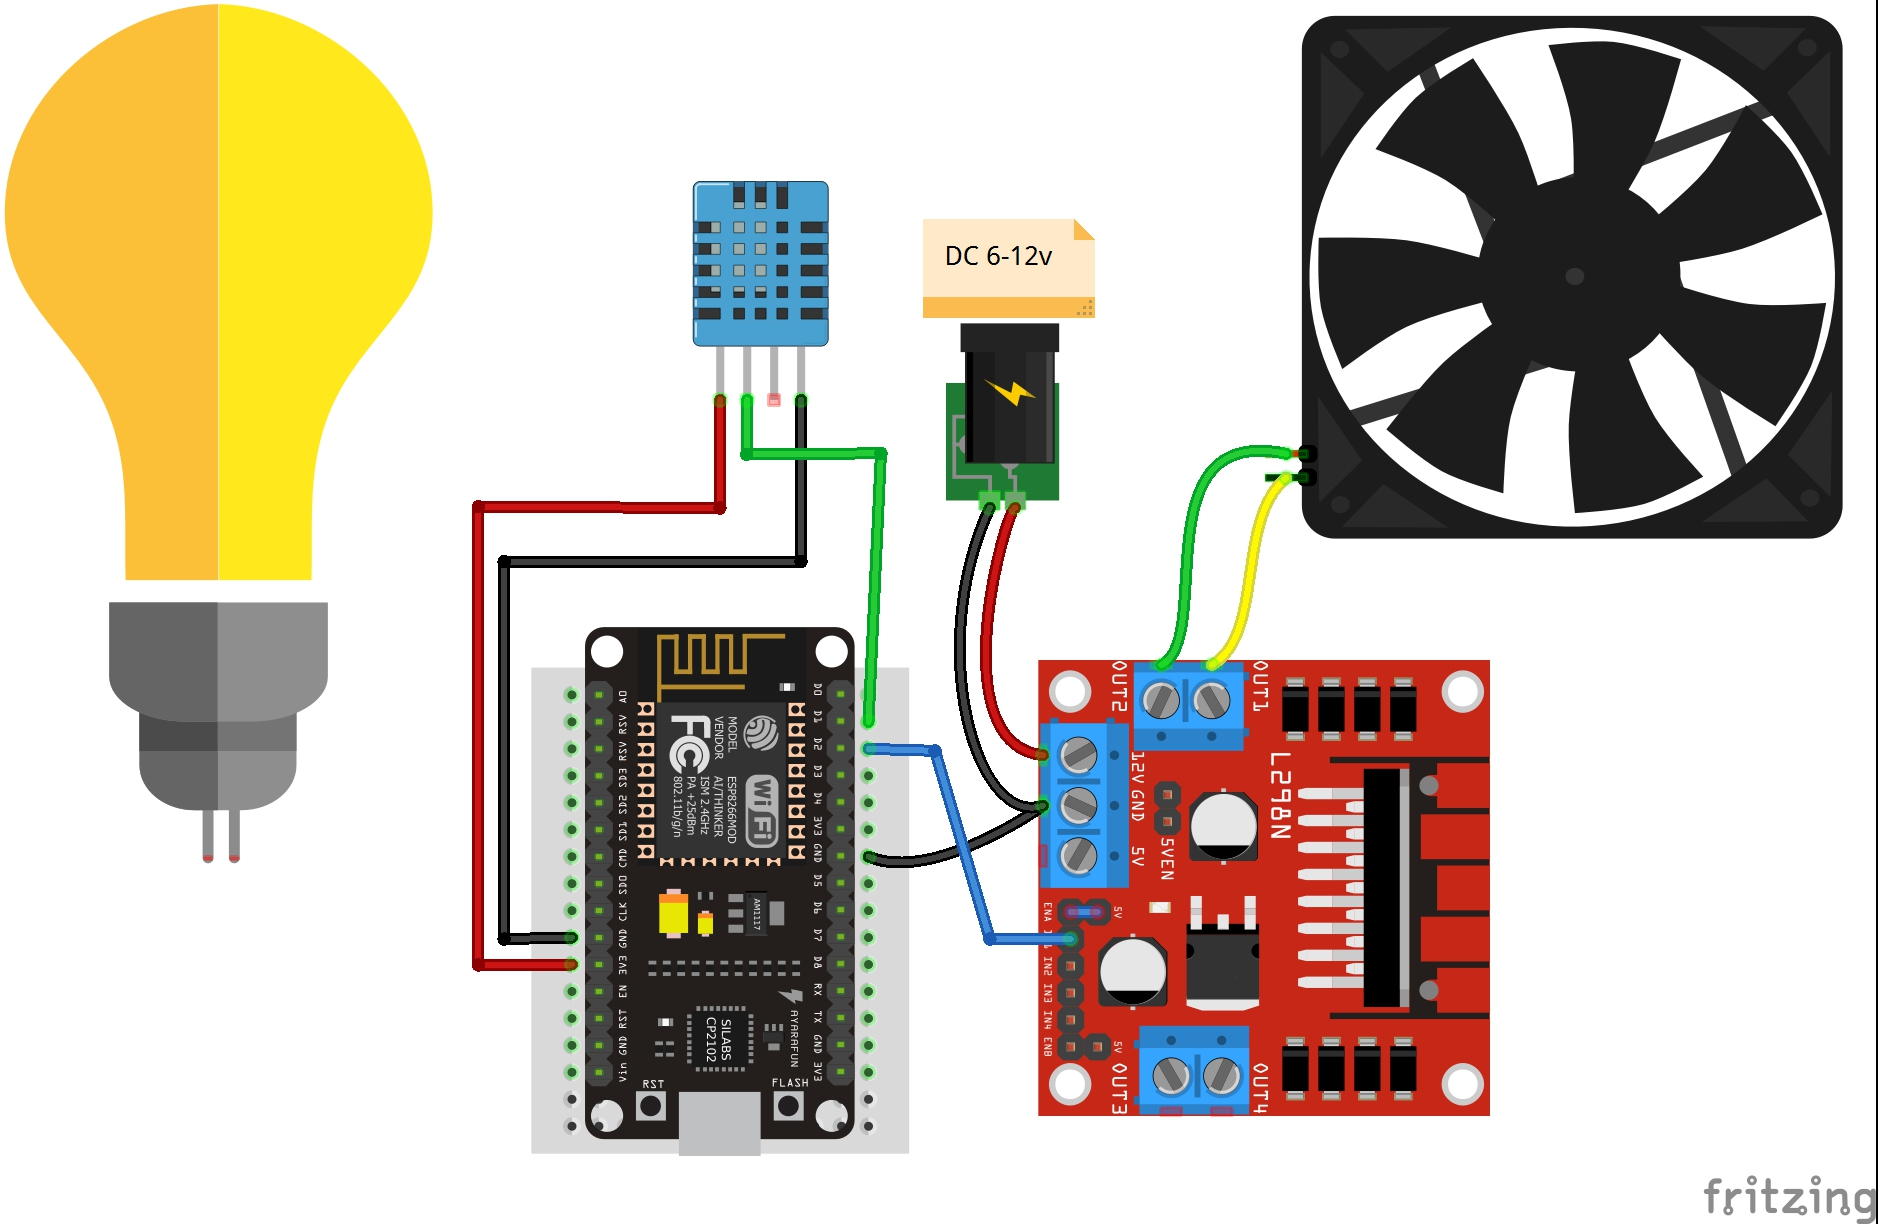 DC 6-12v
A0
RSV
RSV
SD3
SD2
SD1
CMD
SD0
CLK
GND
3V3
EN
RST
GND
Vin
D0
D1
D2
D3
D4
3V3
GND
D5
D6
D7
D8
RX
TX
GND
3V3
FC
MODEL
VENDOR
ESP8266MOD
AI/THINKER
ISM 2.4GHz
PA +25dBm
802.11b/g/n
Wi Fi
AM1117
SILABS
CP2102
AYARAFUN
RST
FLASH
OUT2
OUT1
12V
GND
5V
5VEN
L298N
ENA
5V
IN2
IN3
IN4
ENB
5V
OUT3
OUT4
fritzing